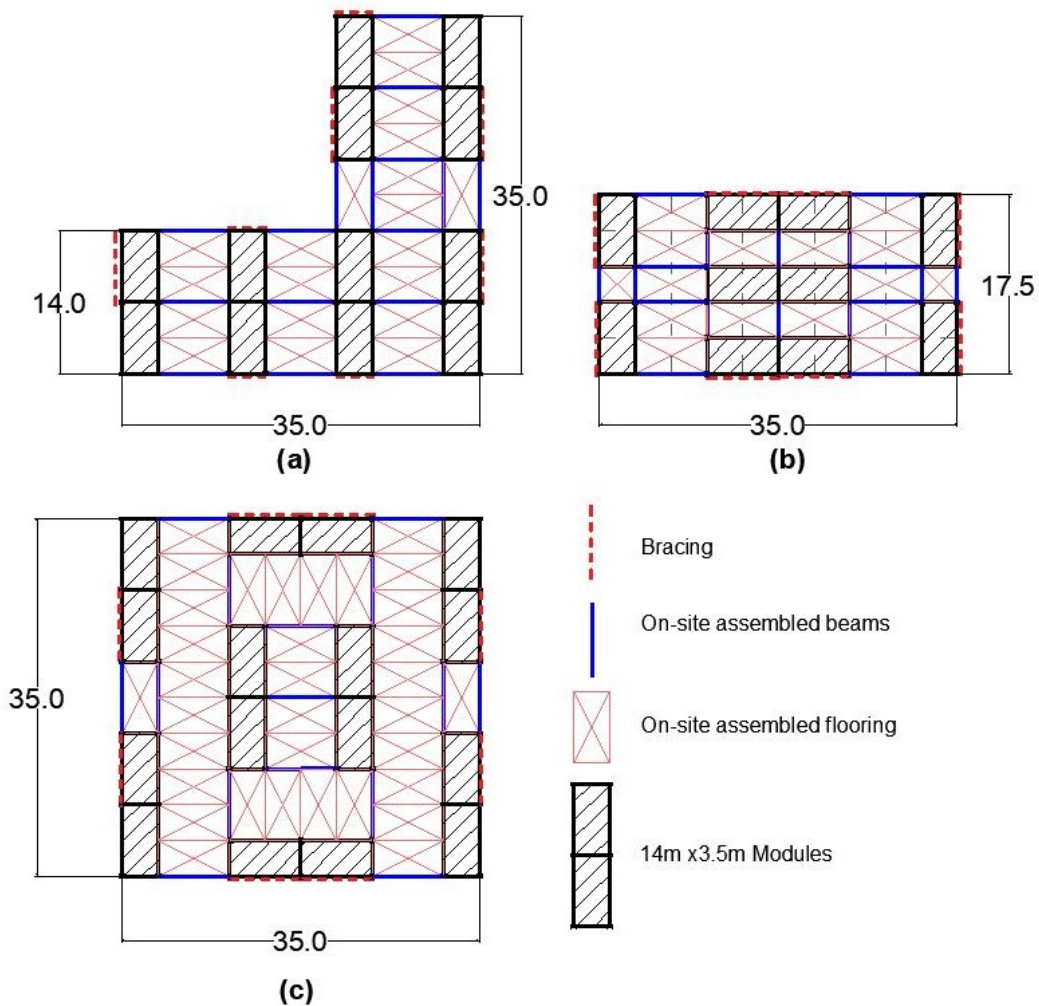 35.0
14.0
35.0
(a)
17.5
35.0
(b)
35.0
35.0
(c)
Bracing
On-site assembled beams
On-site assembled flooring
14m x3.5m Modules